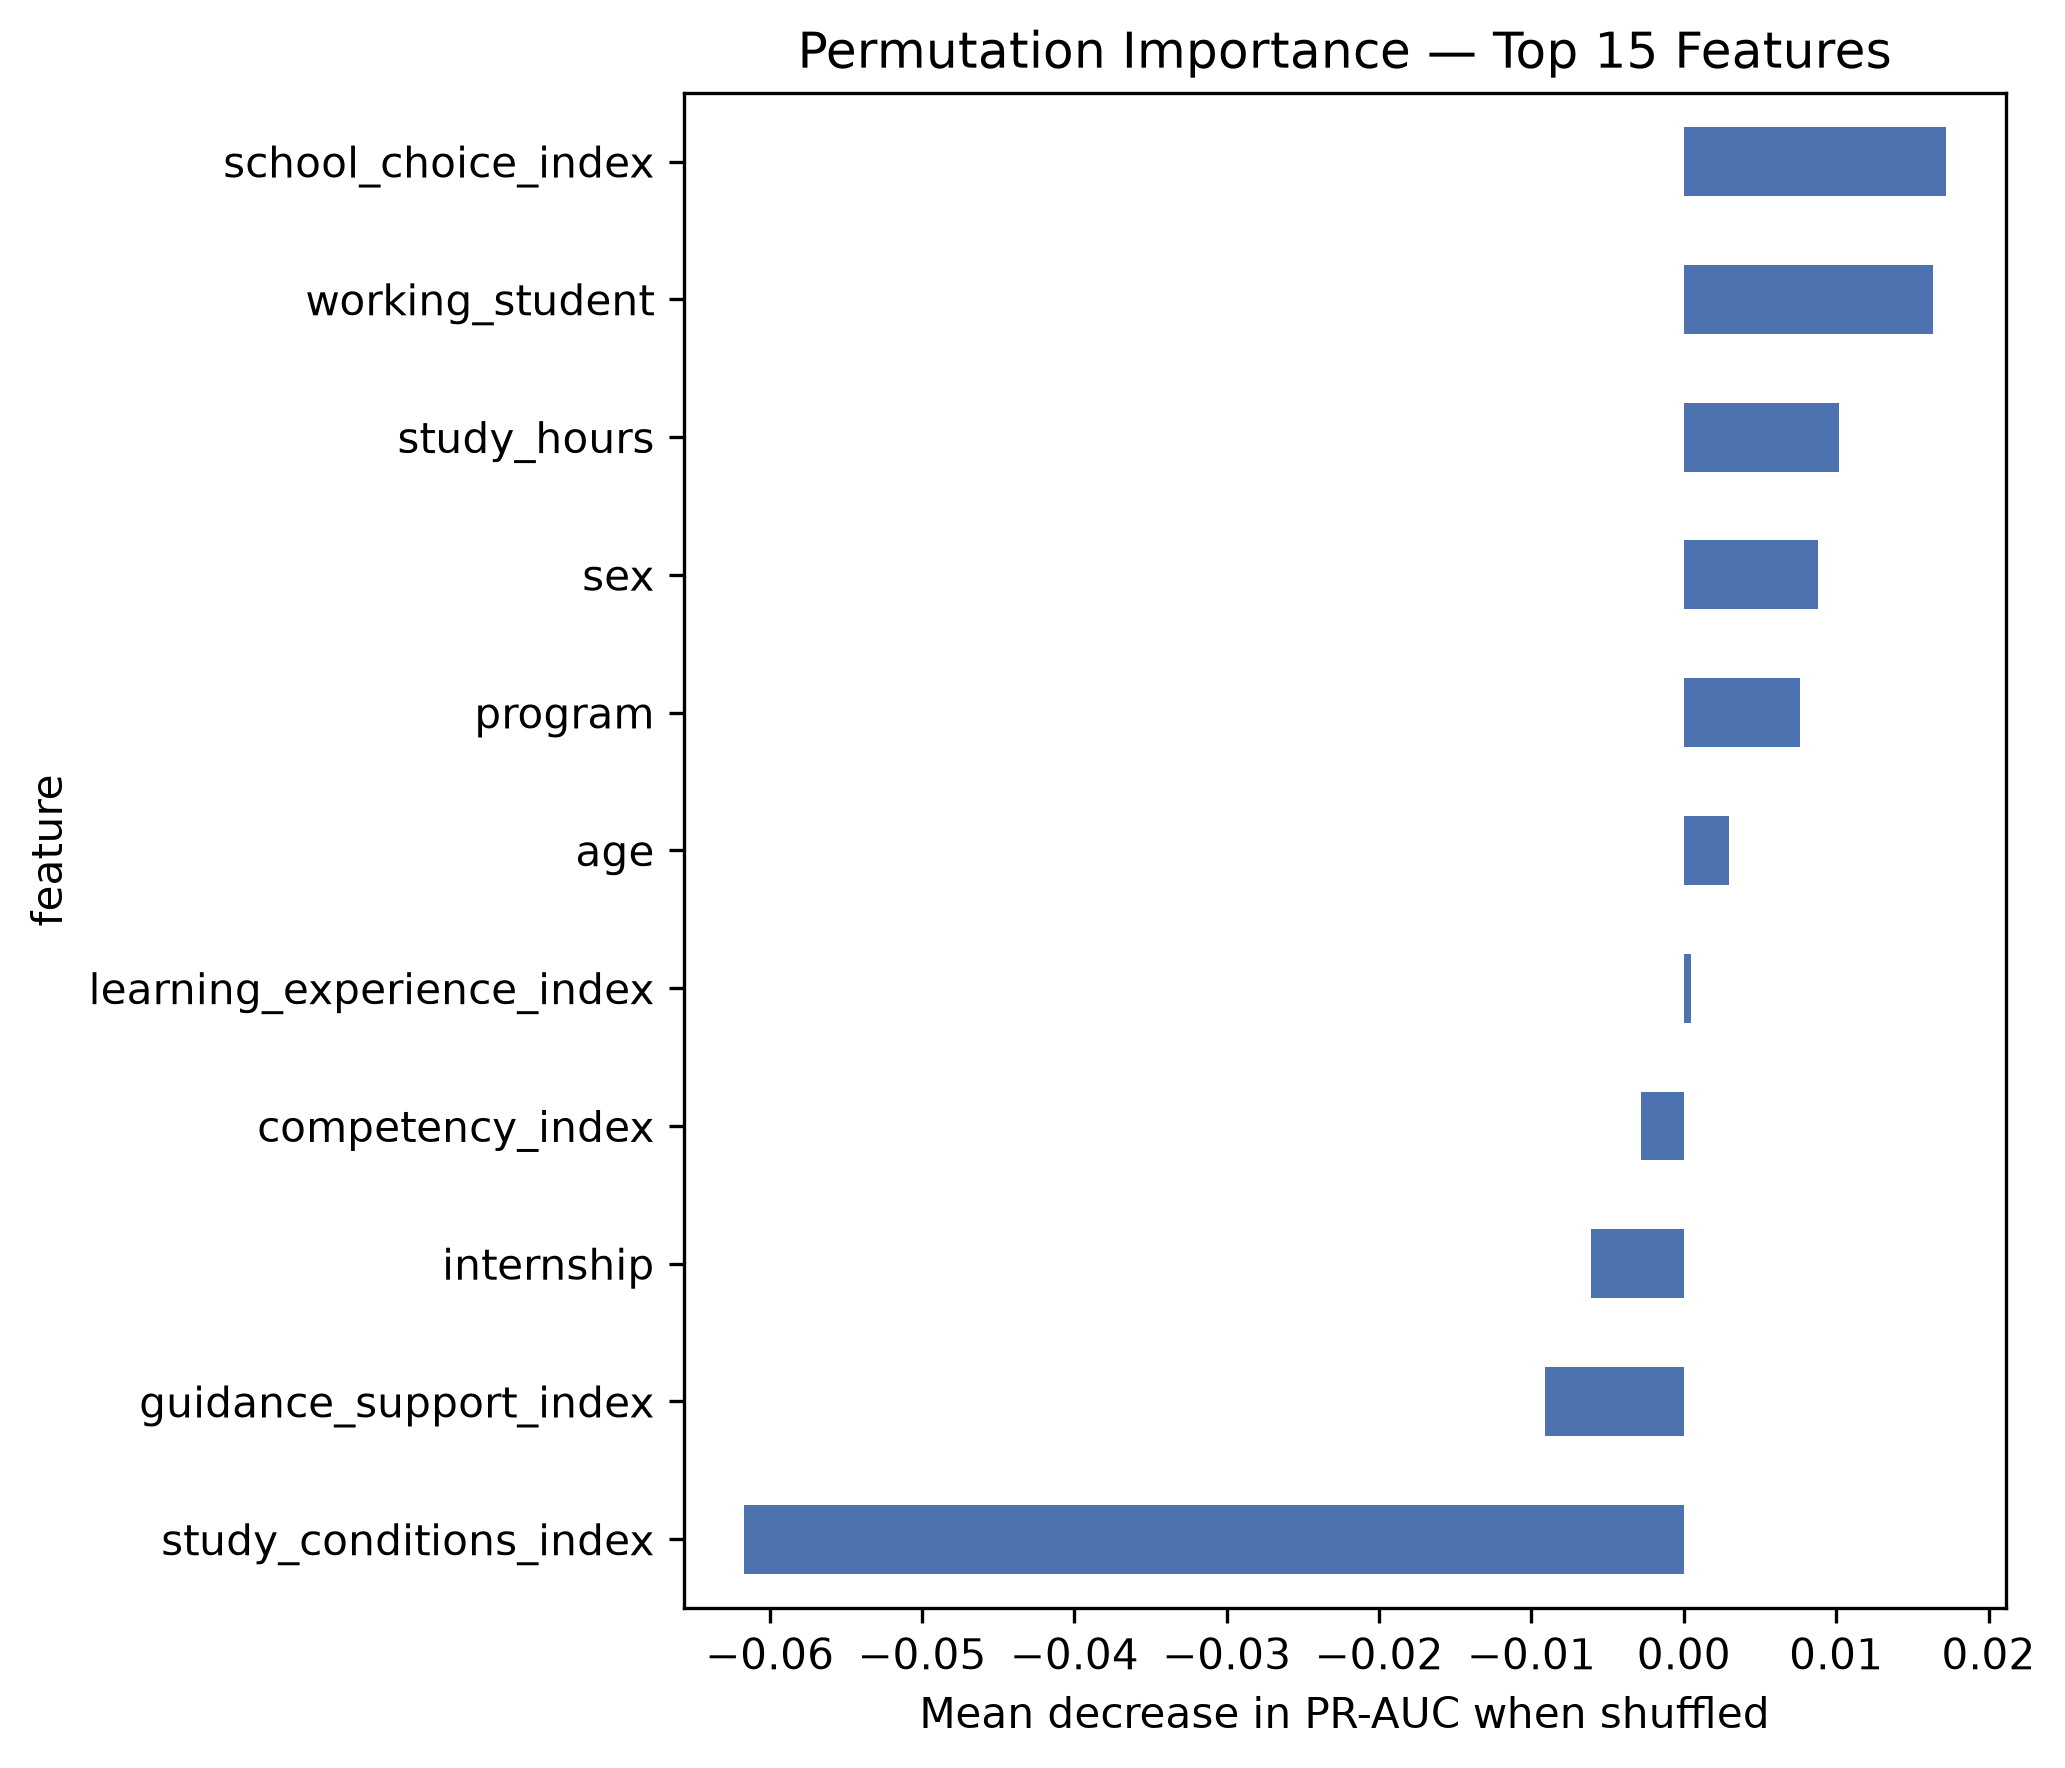 Permutation Importance — Top 15 Features
school_choice_index
working_student
study_hours
sex
program
age
learning_experience_index
competency_index
internship
guidance_support_index
study_conditions_index
feature
−0.06 −0.05 −0.04 −0.03 −0.02 −0.01 0.00 0.01 0.02
Mean decrease in PR-AUC when shuffled